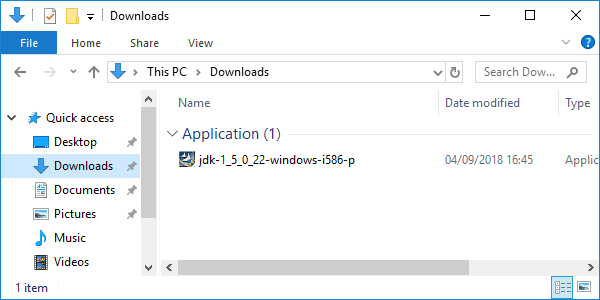 Downloads
File Home Share View
This PC Downloads Search Dow...
Name Date modified Type
Quick access
Application (1)
Desktop
jdk-1_5_0_22-windows-i586-p 04/09/2018 16:45 Applic
Downloads
Documents
Pictures
Music
Videos
1 item